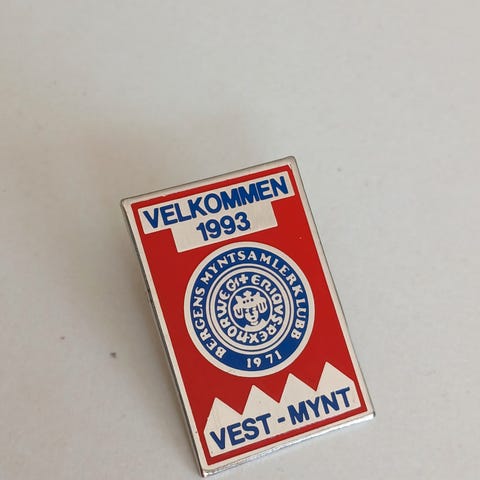 VELKOMMEN
1993
BERGENS MYNTSAMLERKLUBB
1971
VEST - MYNT